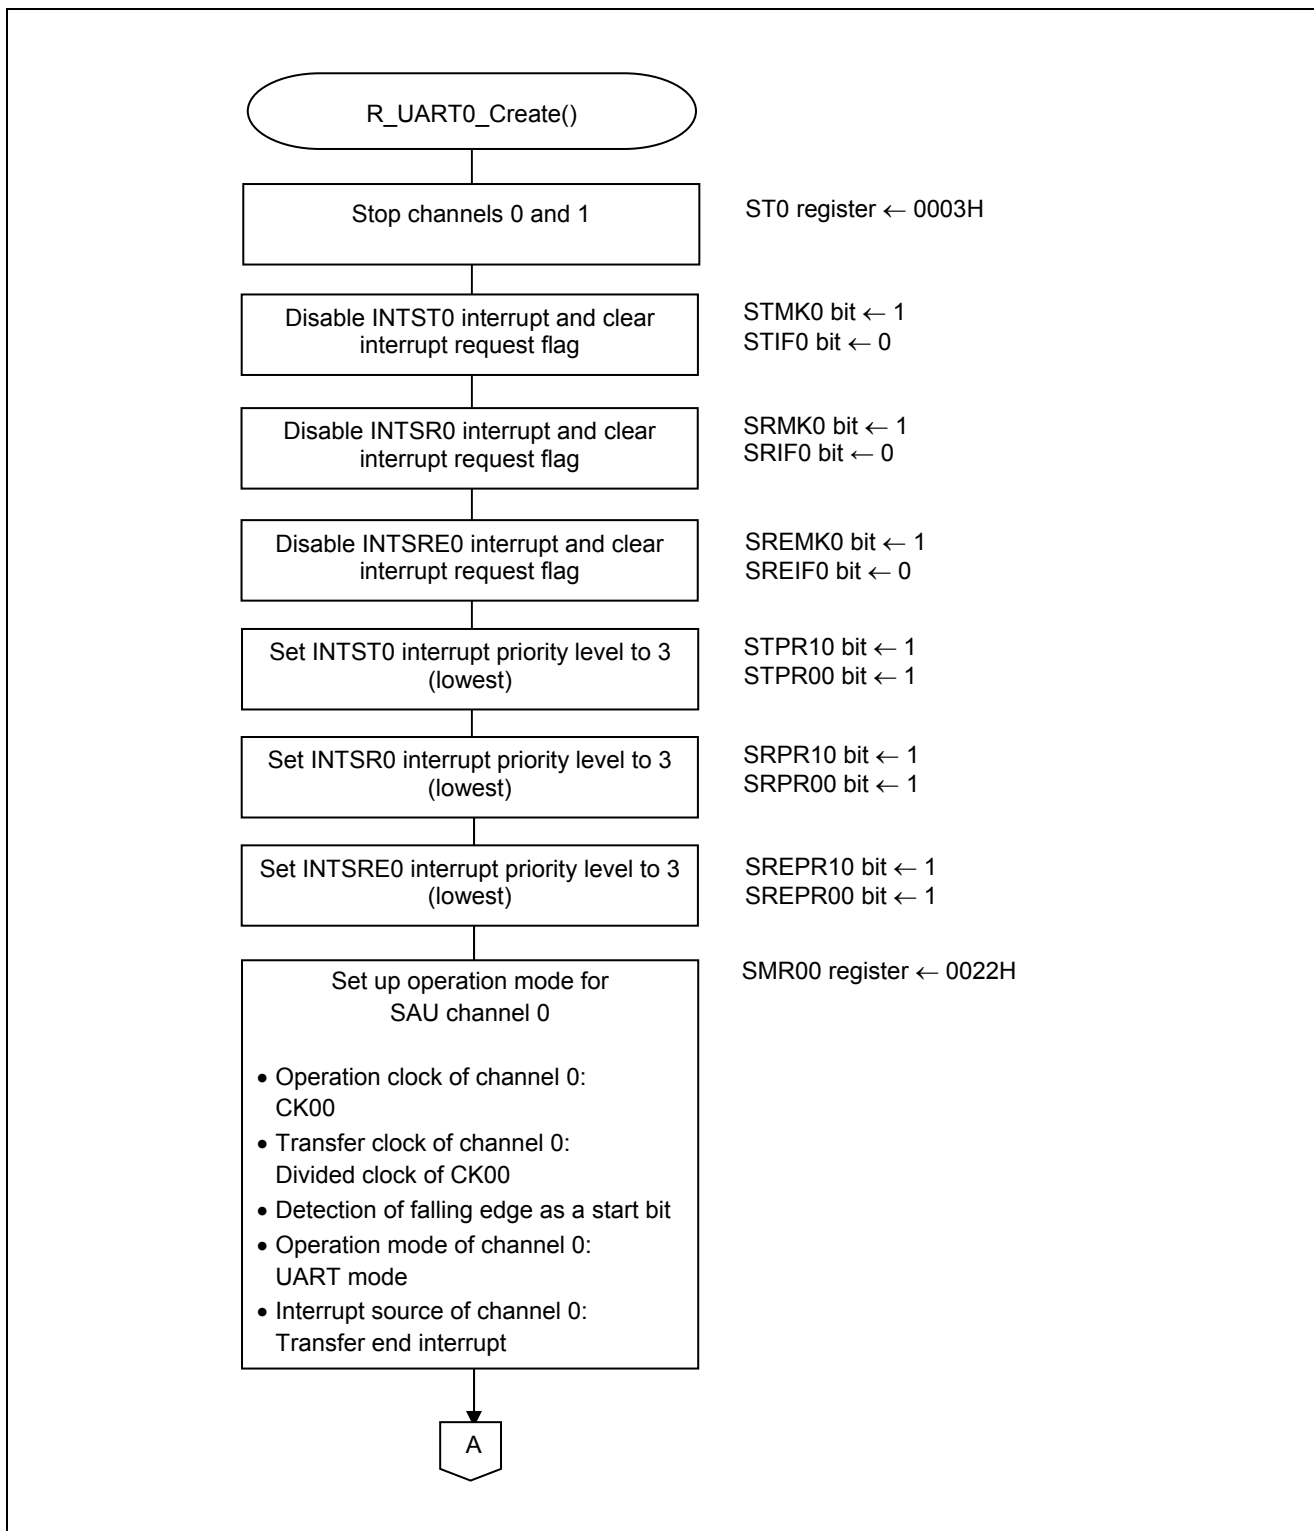 R_UART0_Create()
Stop channels 0 and 1
ST0 register ← 0003H
Disable INTST0 interrupt and clear
interrupt request flag
STMK0 bit ← 1
STIF0 bit ← 0
Disable INTSR0 interrupt and clear
interrupt request flag
SRMK0 bit ← 1
SRIF0 bit ← 0
Disable INTSRE0 interrupt and clear
interrupt request flag
SREMK0 bit ← 1
SREIF0 bit ← 0
Set INTST0 interrupt priority level to 3
(lowest)
STPR10 bit ← 1
STPR00 bit ← 1
Set INTSR0 interrupt priority level to 3
(lowest)
SRPR10 bit ← 1
SRPR00 bit ← 1
Set INTSRE0 interrupt priority level to 3
(lowest)
SREPR10 bit ← 1
SREPR00 bit ← 1
Set up operation mode for
SAU channel 0
SMR00 register ← 0022H
• Operation clock of channel 0:
CK00
• Transfer clock of channel 0:
Divided clock of CK00
• Detection of falling edge as a start bit
• Operation mode of channel 0:
UART mode
• Interrupt source of channel 0:
Transfer end interrupt
A